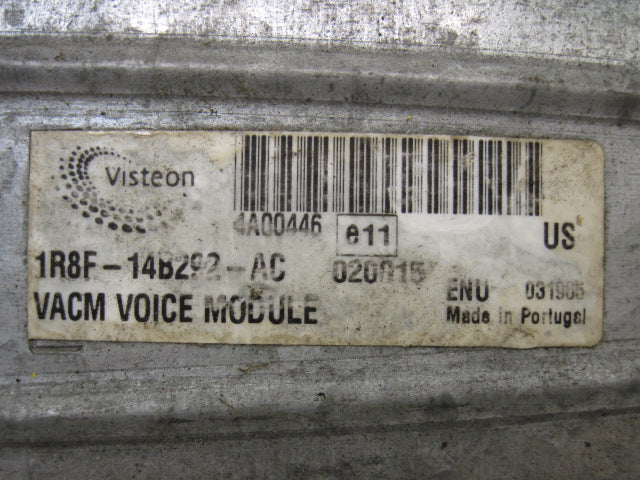 Visteon
4A00446
e11
US
1R8F-14B292-AC
020015
ENU 031905
VACM VOICE MODULE
Made in Portugal